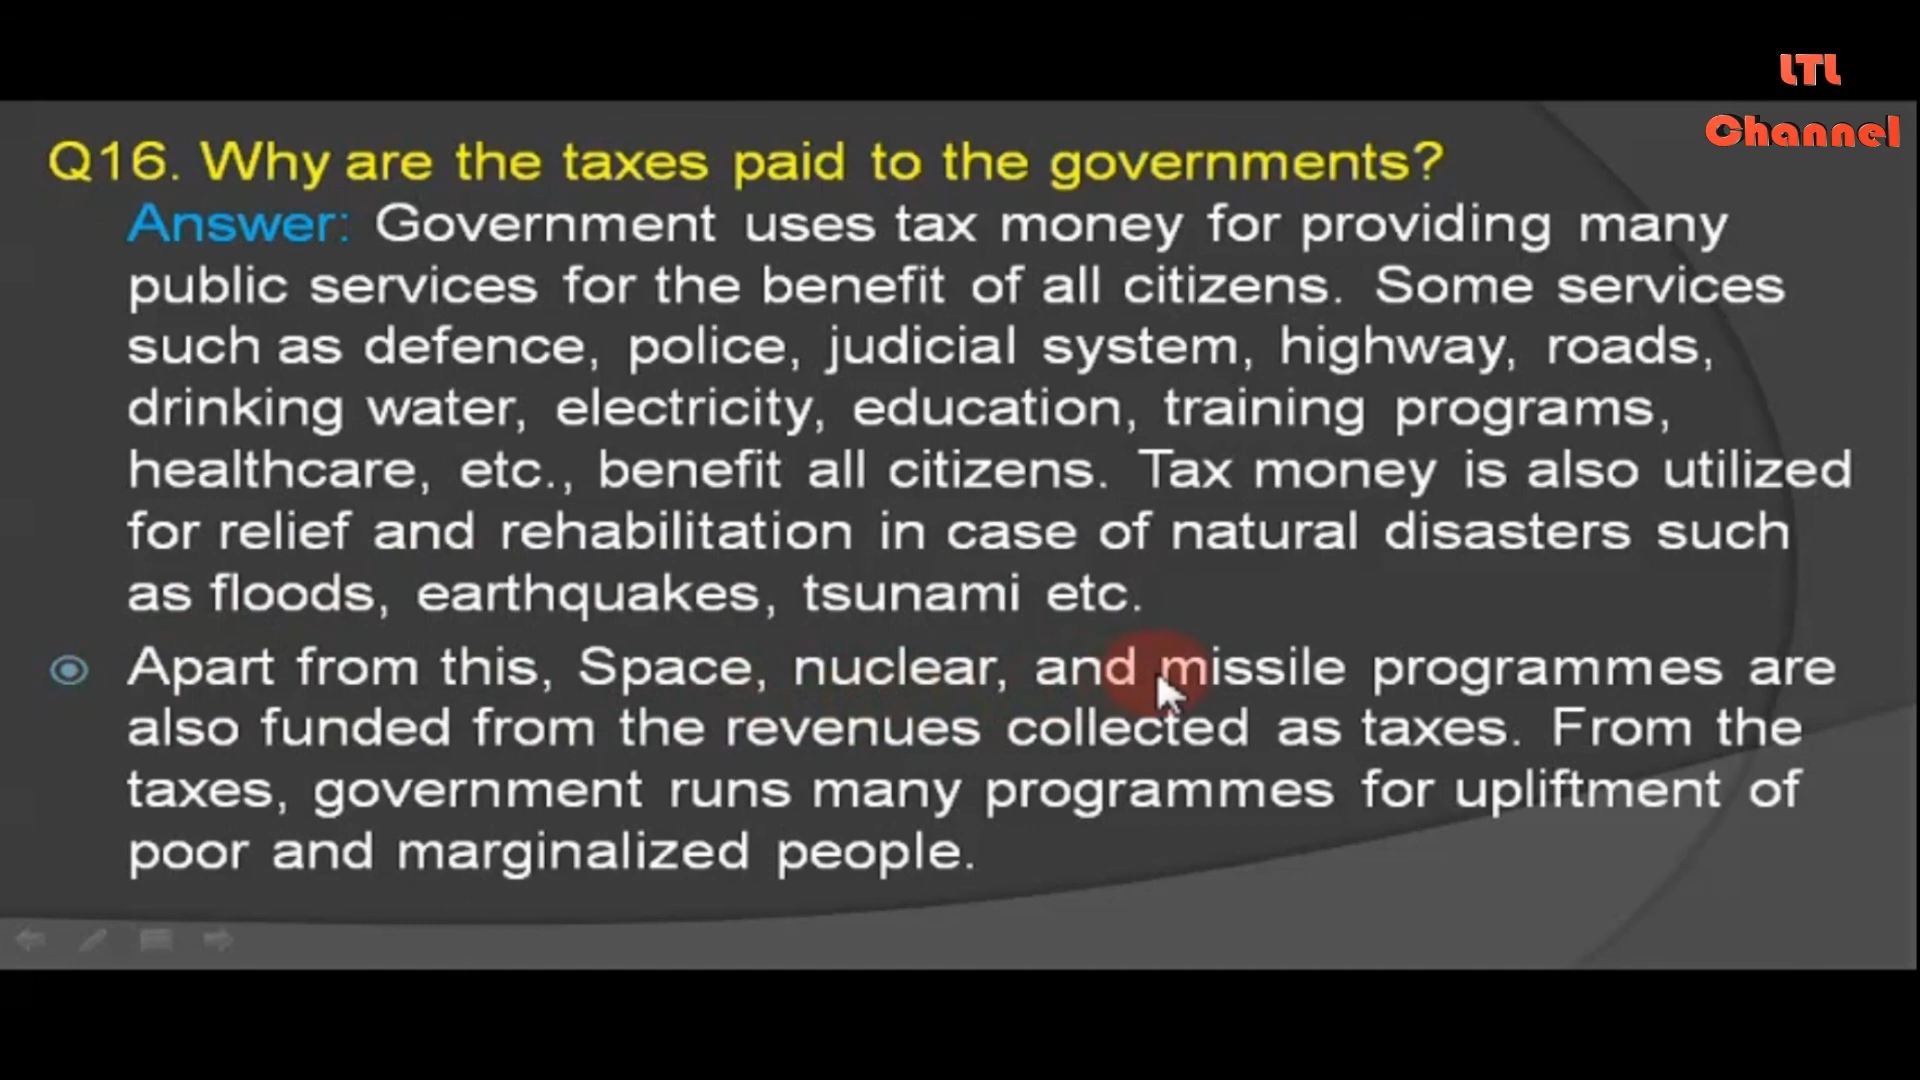 LTL
Channel
Q16. Why are the taxes paid to the governments?
Answer: Government uses tax money for providing many
public services for the benefit of all citizens. Some services
such as defence, police, judicial system, highway, roads,
drinking water, electricity, education, training programs,
healthcare, etc., benefit all citizens. Tax money is also utilized
for relief and rehabilitation in case of natural disasters such
as floods, earthquakes, tsunami etc.
Apart from this, Space, nuclear, and missile programmes are
also funded from the revenues collected as taxes. From the
taxes, government runs many programmes for upliftment of
poor and marginalized people.